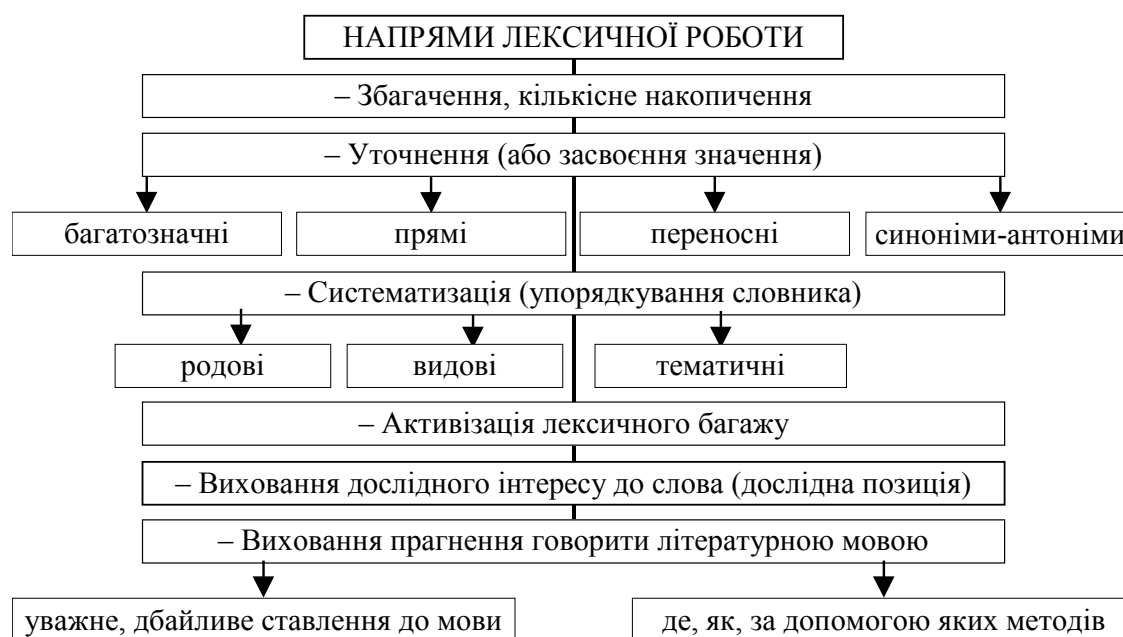 НАПРЯМИ ЛЕКСИЧНОЇ РОБОТИ
– Збагачення, кількісне накопичення
– Уточнення (або засвоєння значення)
багатозначні
прямі
переносні
синоніми-антоніми
– Систематизація (упорядкування словника)
родові
видові
тематичні
– Активізація лексичного багажу
– Виховання дослідного інтересу до слова (дослідна позиція)
– Виховання прагнення говорити літературною мовою
уважне, дбайливе ставлення до мови
де, як, за допомогою яких методів